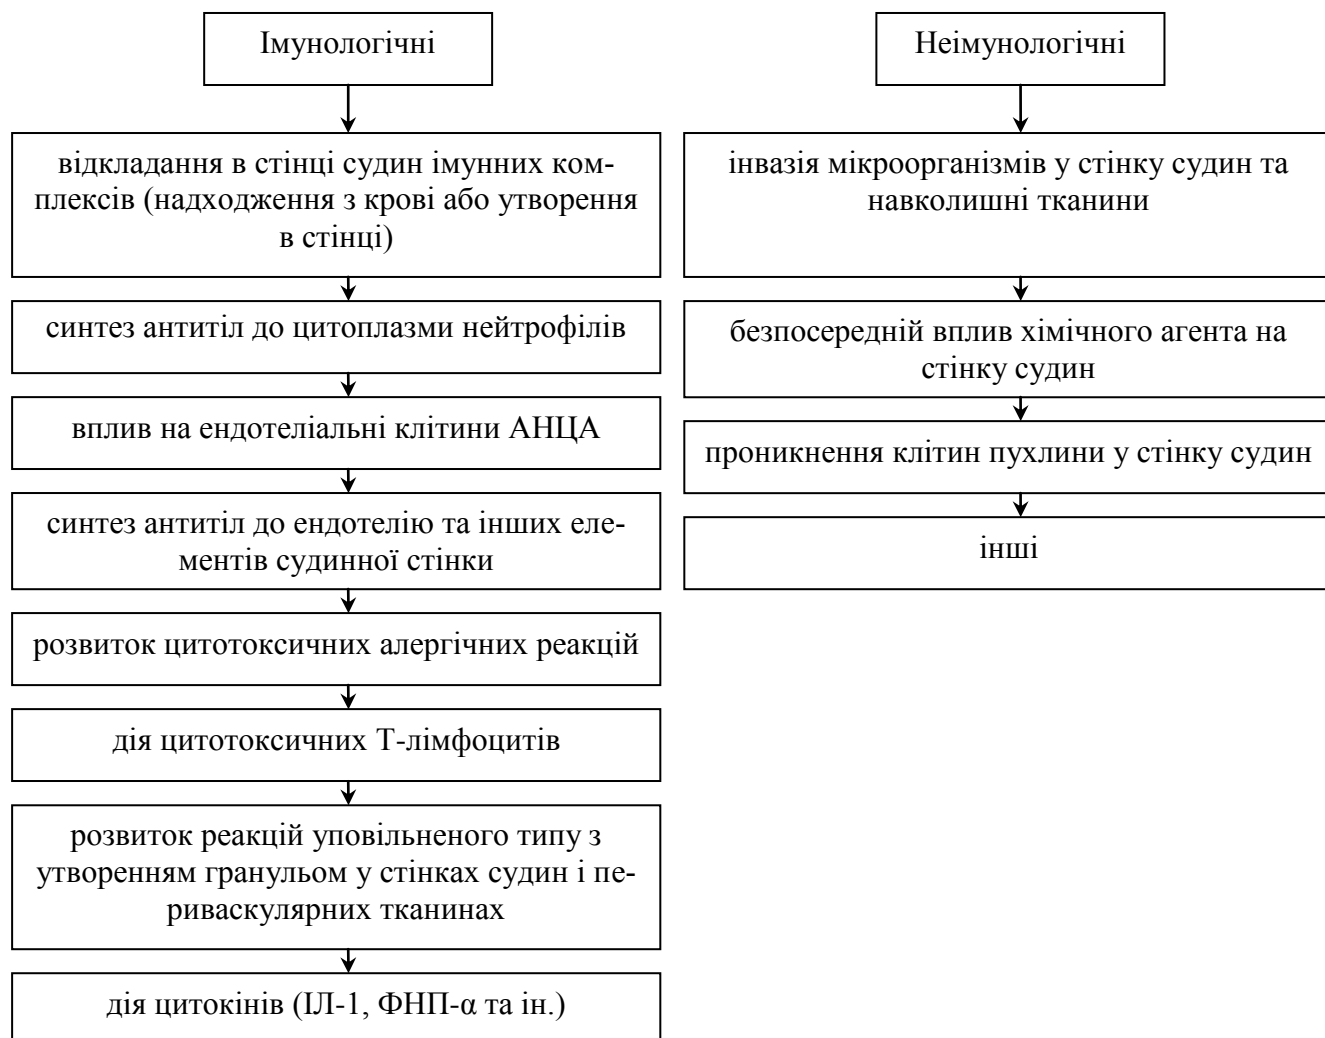 Імунологічні
відкладання в стінці судин імунних ком-
плексів (надходження з крові або утворення
в стінці)
синтез антитіл до цитоплазми нейтрофілів
вплив на ендотеліальні клітини АНЦА
синтез антитіл до ендотелію та інших еле-
ментів судинної стінки
розвиток цитотоксичних алергічних реакцій
дія цитотоксичних Т-лімфоцитів
розвиток реакцій уповільненого типу з
утворенням гранульом у стінках судин і пе-
риваскулярних тканинах
дія цитокінів (ІЛ-1, ФНП-α та ін.)
Неімунологічні
інвазія мікроорганізмів у стінку судин та
навколишні тканини
безпосередній вплив хімічного агента на
стінку судин
проникнення клітин пухлини у стінку судин
інші